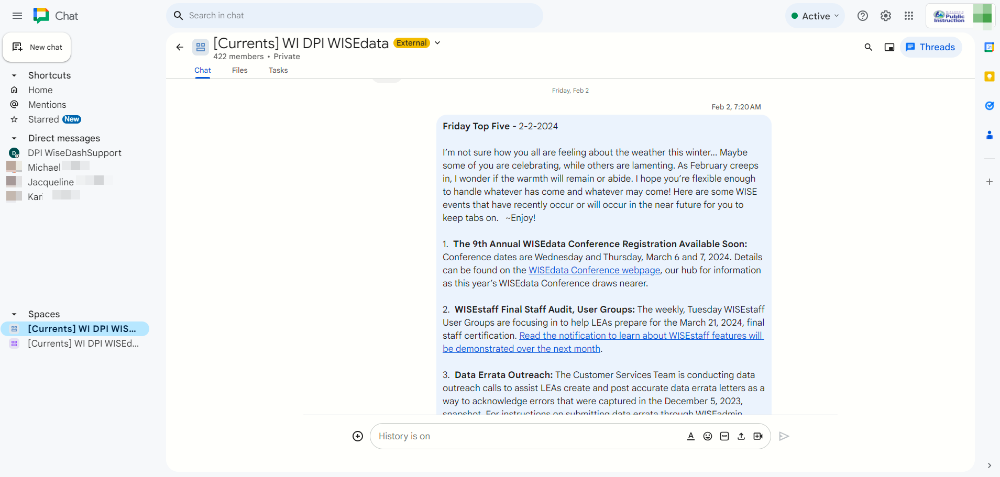 Chat
Search in chat
Active
WISCONSIN DEPARTMENT OF
Public
Instruction
New chat
Shortcuts
Home
Mentions
Starred New
Direct messages
D
DPI WiseDashSupport
Michael
Jacqueline
Kari
Spaces
[Currents] WI DPI WIS...
[Currents] WI DPI WISEd...
[Currents] WI DPI WISEdata External
422 members • Private
Threads
Chat Files Tasks
Friday, Feb 2
Feb 2, 7:20 AM
Friday Top Five - 2-2-2024
I'm not sure how you all are feeling about the weather this winter... Maybe
some of you are celebrating, while others are lamenting. As February creeps
in, I wonder if the warmth will remain or abide. I hope you're flexible enough
to handle whatever has come and whatever may come! Here are some WISE
events that have recently occur or will occur in the near future for you to
keep tabs on. ~Enjoy!
1. The 9th Annual WISEdata Conference Registration Available Soon:
Conference dates are Wednesday and Thursday, March 6 and 7, 2024. Details
can be found on the WISEdata Conference webpage, our hub for information
as this year's WISEdata Conference draws nearer.
2. WISEstaff Final Staff Audit, User Groups: The weekly, Tuesday WISEstaff
User Groups are focusing in to help LEAs prepare for the March 21, 2024, final
staff certification. Read the notification to learn about WISEstaff features will
be demonstrated over the next month.
3. Data Errata Outreach: The Customer Services Team is conducting data
outreach calls to assist LEAs create and post accurate data errata letters as a
way to acknowledge errors that were captured in the December 5, 2023,
snapshot. For instructions on submitting data errata through WISEadmin
History is on
GIF
31